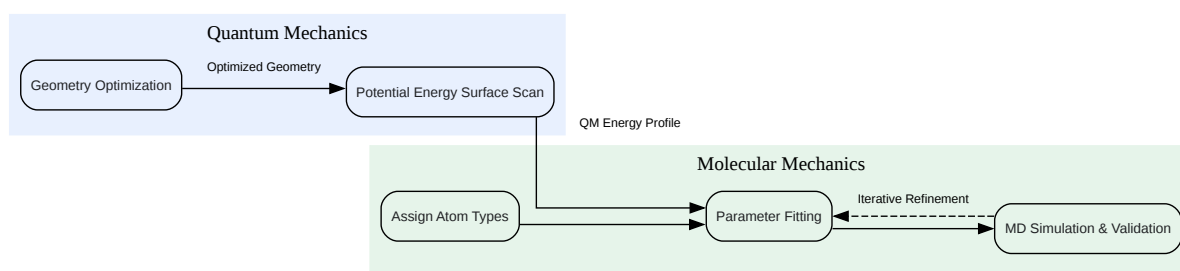 Quantum Mechanics
Geometry Optimization
Optimized Geometry
Potential Energy Surface Scan
QM Energy Profile
Molecular Mechanics
Assign Atom Types
Parameter Fitting
Iterative Refinement
MD Simulation & Validation